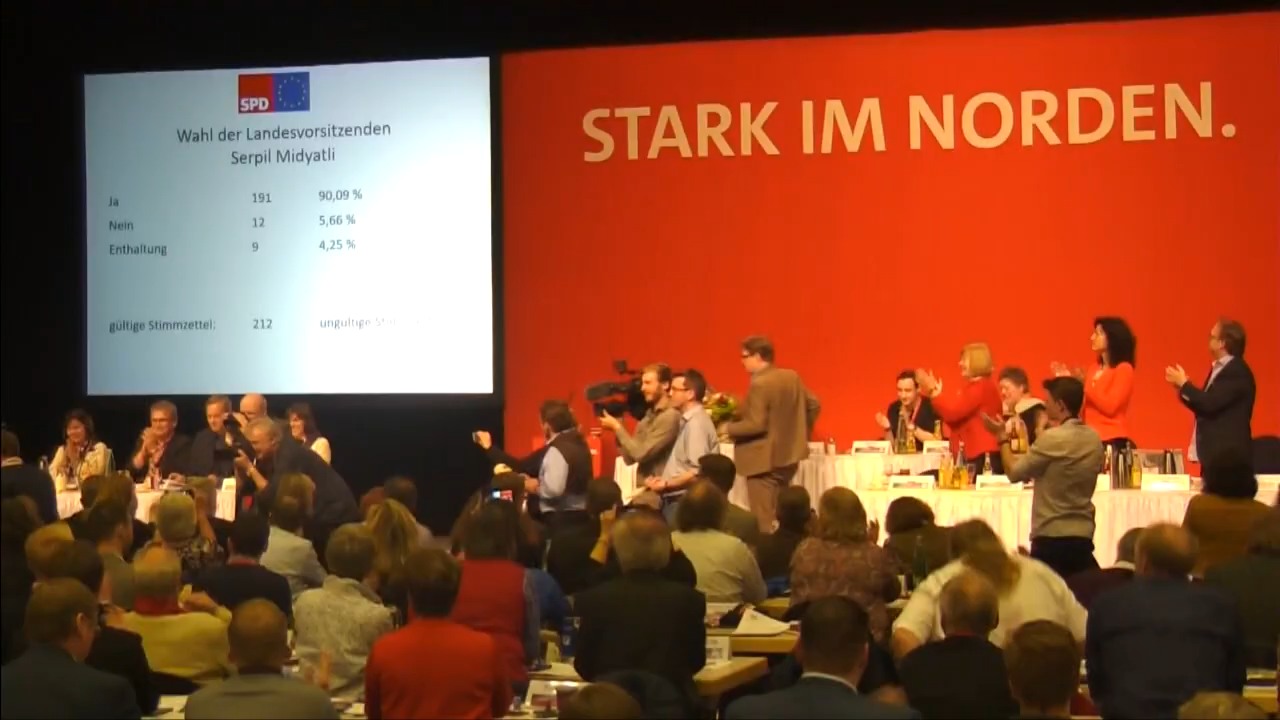 SPD
Wahl der Landesvorsitzenden
Serpil Midyatli
Ja 191 90,09 %
Nein 12 5,66 %
Enthaltung 9 4,25 %
gültige Stimmzettel: 212 ungültige
STARK IM NORDEN.